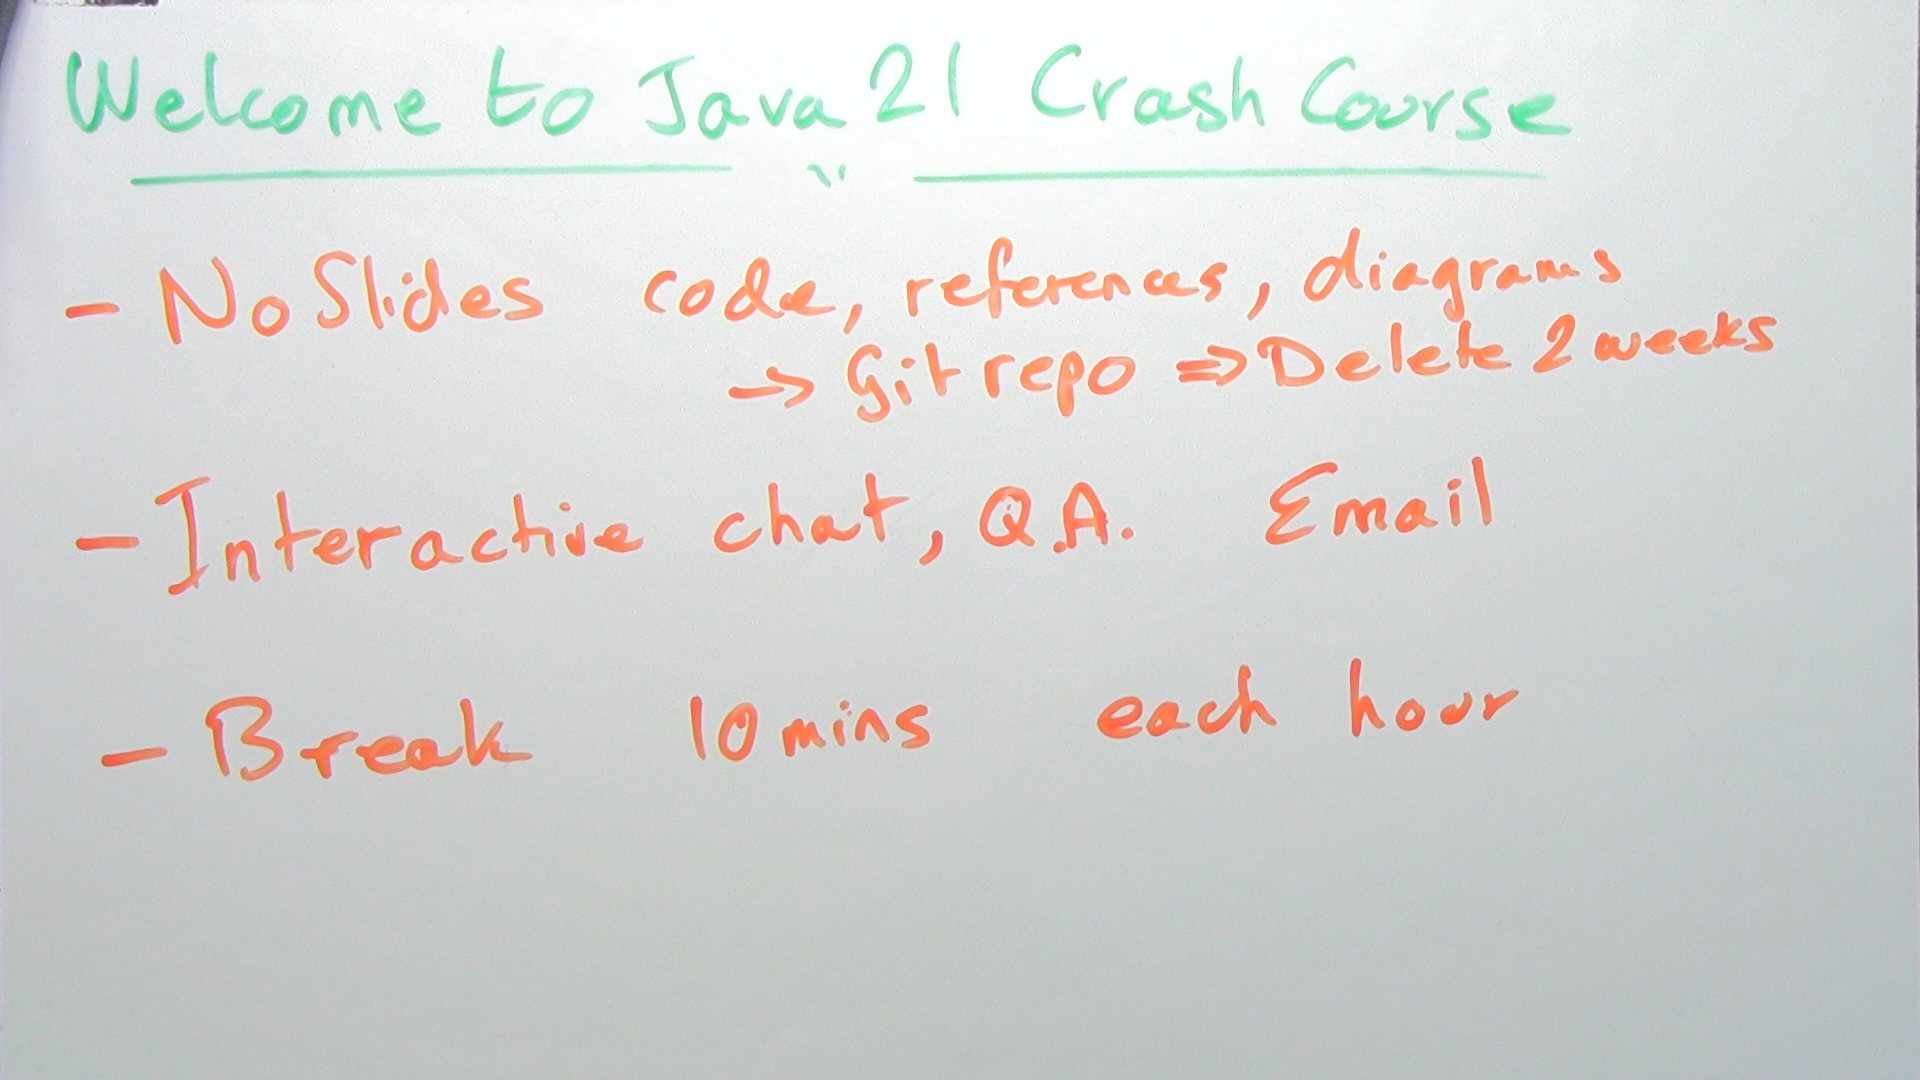 Welcome to Java 21 Crash Course
- No Slides code, references, diagrams
→ Git repo ⇒ Delete 2 weeks
- Interactive chat, Q.A. Email
- Break 10 mins each hour